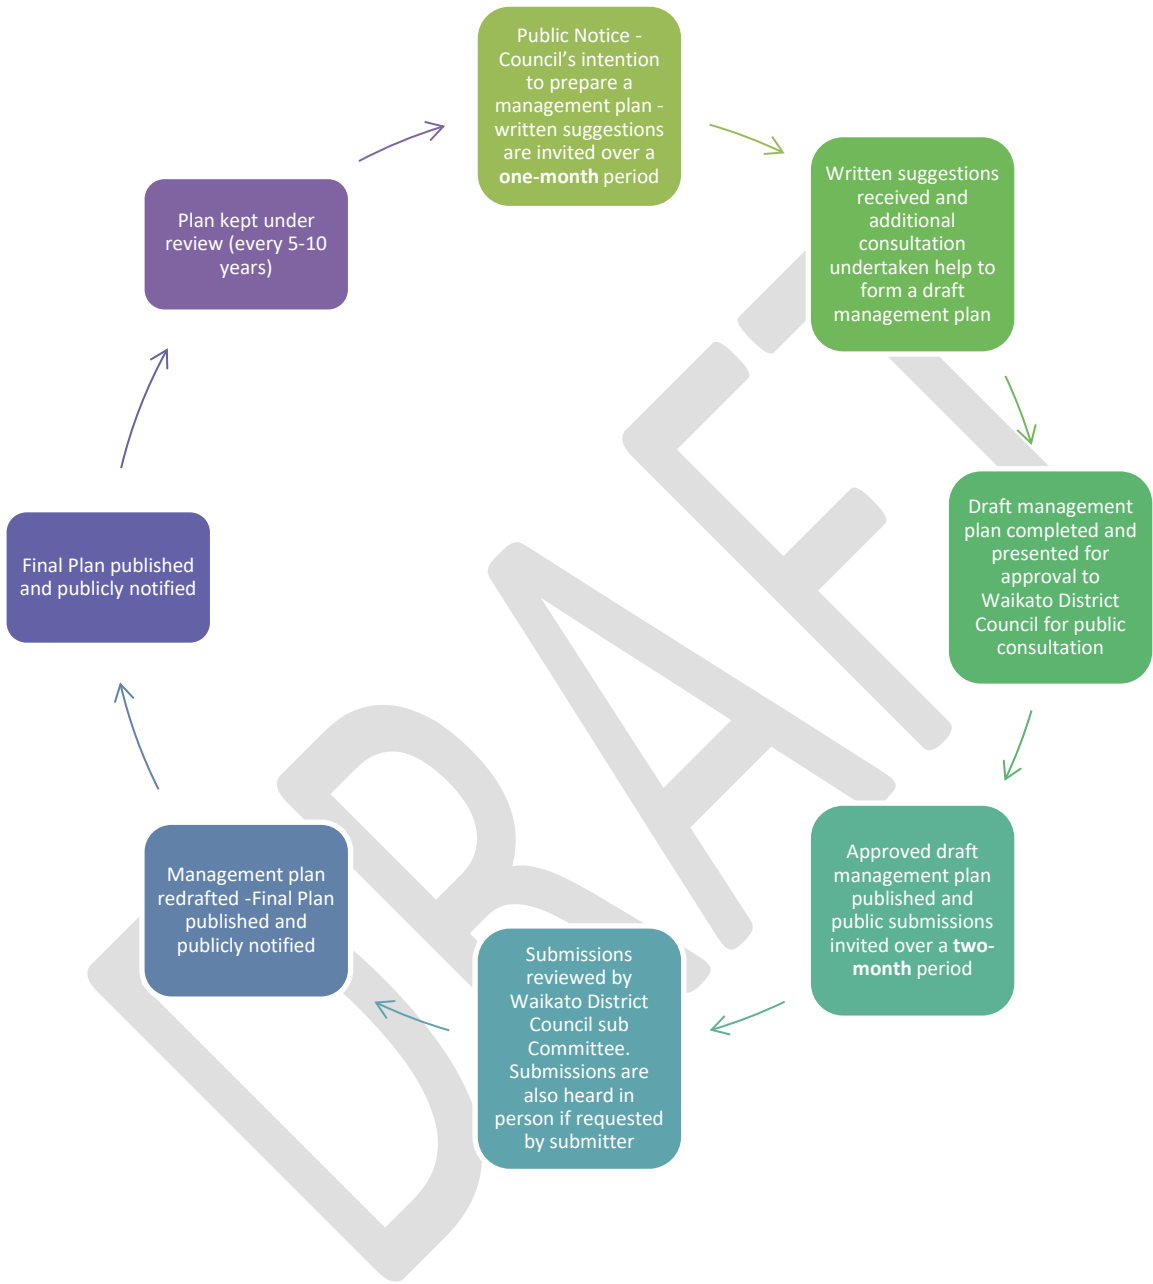 Public Notice -
Council’s intention
to prepare a
management plan -
written suggestions
are invited over a
one-month period
Written suggestions
received and
additional
consultation
undertaken help to
form a draft
management plan
Draft management
plan completed and
presented for
approval to
Waikato District
Council for public
consultation
Approved draft
management plan
published and
public submissions
invited over a two-
month period
Submissions
reviewed by
Waikato District
Council sub
Committee.
Submissions are
also heard in
person if requested
by submitter
Management plan
redrafted -Final Plan
published and
publicly notified
Final Plan published
and publicly notified
Plan kept under
review (every 5-10
years)
DRAFT